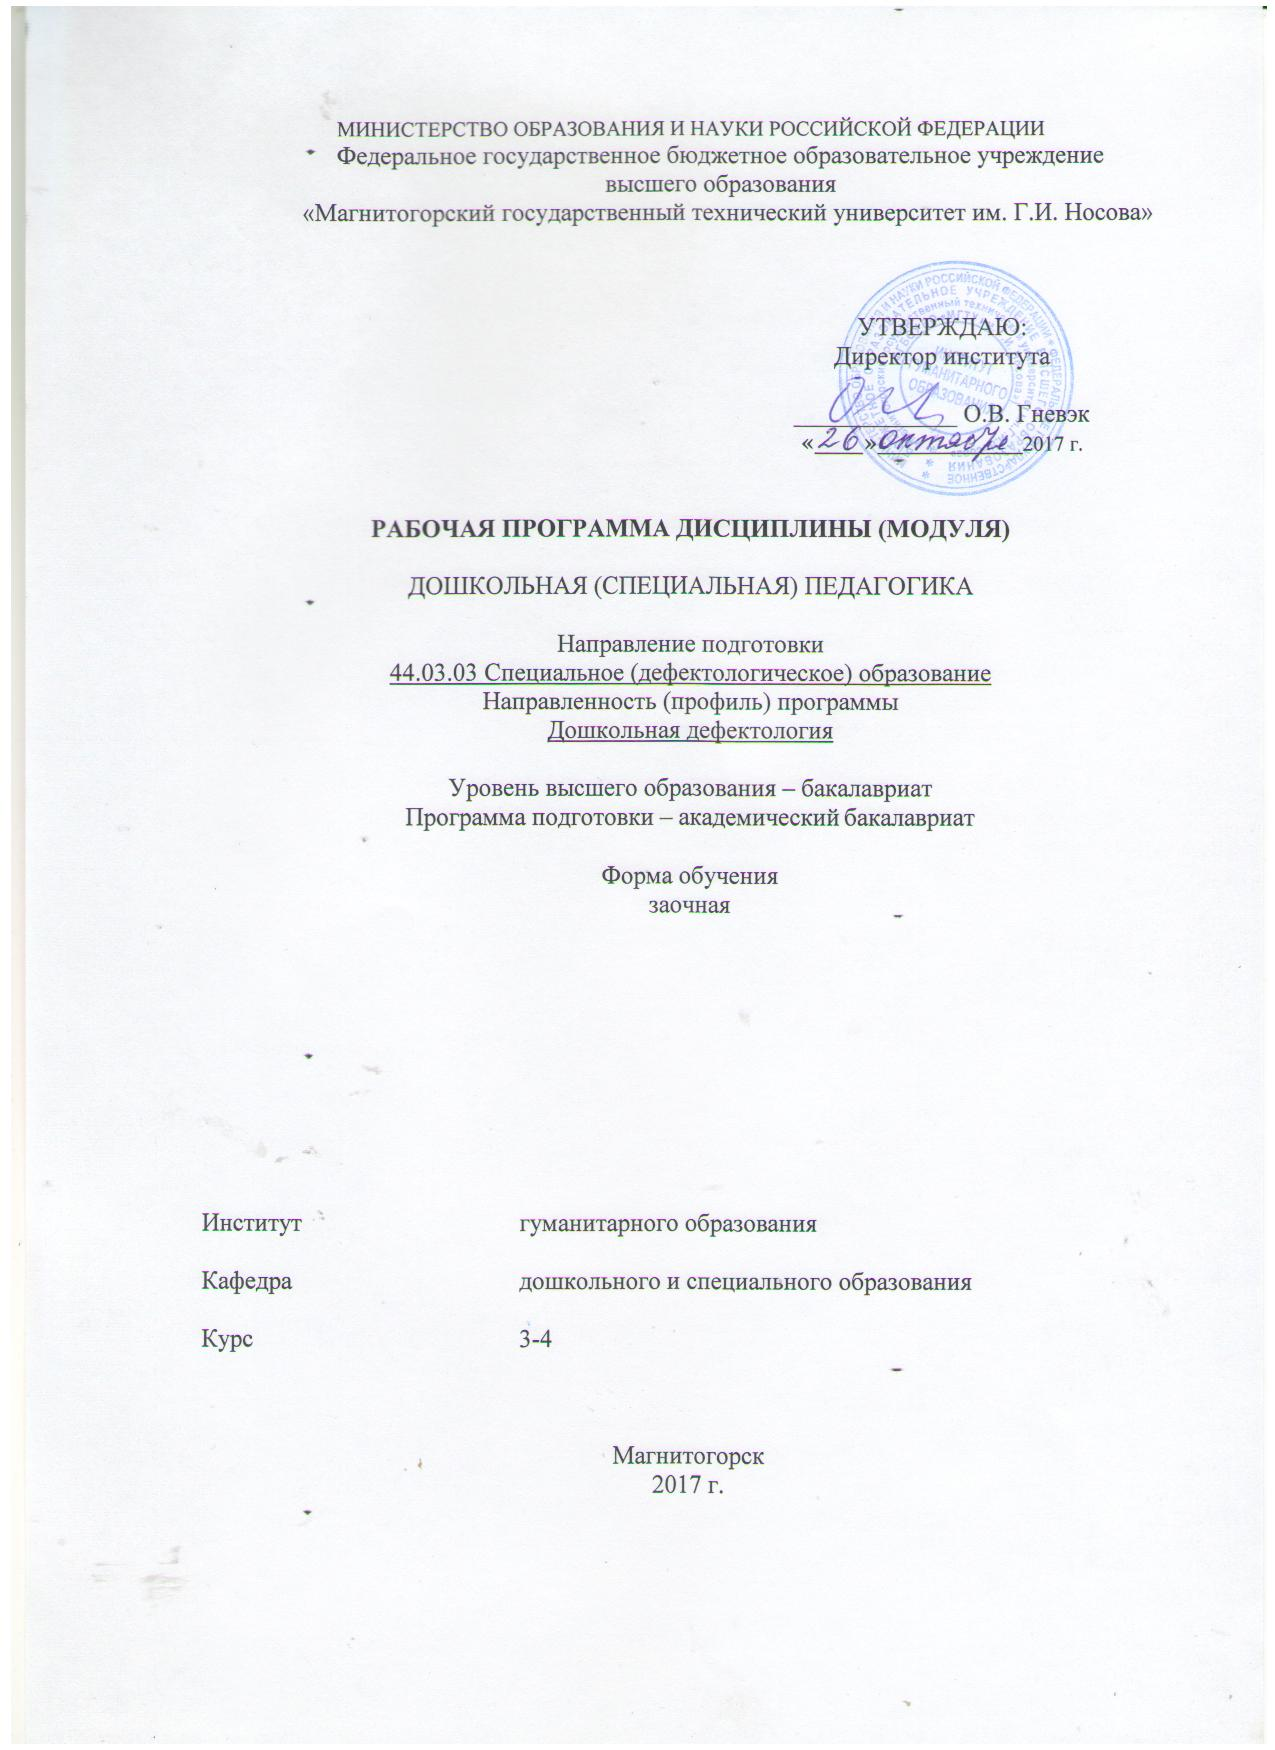 МИНИСТЕРСТВО ОБРАЗОВАНИЯ И НАУКИ РОССИЙСКОЙ ФЕДЕРАЦИИ
Федеральное государственное бюджетное образовательное учреждение
высшего образования
«Магнитогорский государственный технический университет им. Г.И. Носова»
УТВЕРЖДАЮ:
Директор института
О.В. Гневэк
«26» октября 2017 г.
ИНСТИТУТ
ГУМАНИТАРНОГО
ОБРАЗОВАНИЯ
РАБОЧАЯ ПРОГРАММА ДИСЦИПЛИНЫ (МОДУЛЯ)
ДОШКОЛЬНАЯ (СПЕЦИАЛЬНАЯ) ПЕДАГОГИКА
Направление подготовки
44.03.03 Специальное (дефектологическое) образование
Направленность (профиль) программы
Дошкольная дефектология
Уровень высшего образования – бакалавриат
Программа подготовки – академический бакалавриат
Форма обучения
заочная
Институт гуманитарного образования
Кафедра дошкольного и специального образования
Курс 3-4
Магнитогорск
2017 г.